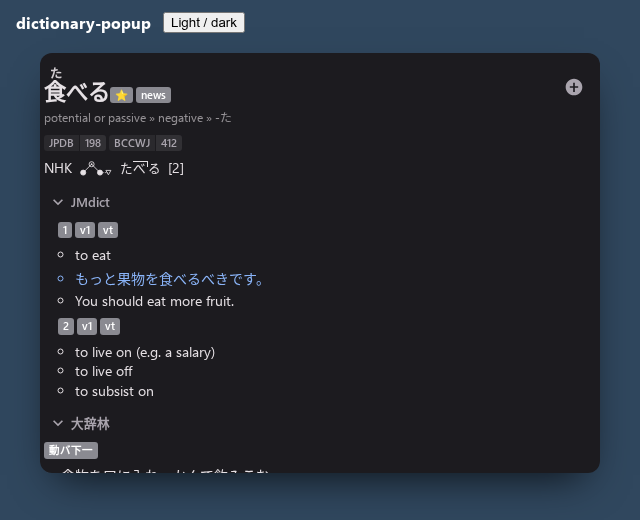 dictionary-popup Light / dark
た
食べる ⭐ news
potential or passive » negative » -た
JPDB 198 BCCWJ 412
NHK たべる [2]
JMdict
1 v1 vt
to eat
もっと果物を食べるべきです。
You should eat more fruit.
2 v1 vt
to live on (e.g. a salary)
to live off
to subsist on
大辞林
動バ下一